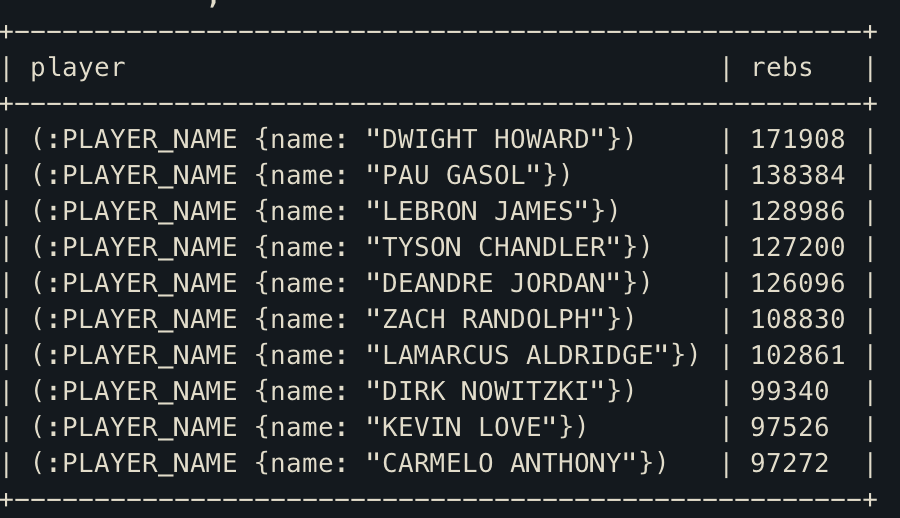 +-----------------------------------------------------+
| player                                    | rebs   |
+-----------------------------------------------------+
| (:PLAYER_NAME {name: "DWIGHT HOWARD"})     | 171908 |
| (:PLAYER_NAME {name: "PAU GASOL"})         | 138384 |
| (:PLAYER_NAME {name: "LEBRON JAMES"})      | 128986 |
| (:PLAYER_NAME {name: "TYSON CHANDLER"})    | 127200 |
| (:PLAYER_NAME {name: "DEANDRE JORDAN"})    | 126096 |
| (:PLAYER_NAME {name: "ZACH RANDOLPH"})     | 108830 |
| (:PLAYER_NAME {name: "LAMARCUS ALDRIDGE"}) | 102861 |
| (:PLAYER_NAME {name: "DIRK NOWITZKI"})     | 99340  |
| (:PLAYER_NAME {name: "KEVIN LOVE"})        | 97526  |
| (:PLAYER_NAME {name: "CARMELO ANTHONY"})   | 97272  |
+-----------------------------------------------------+